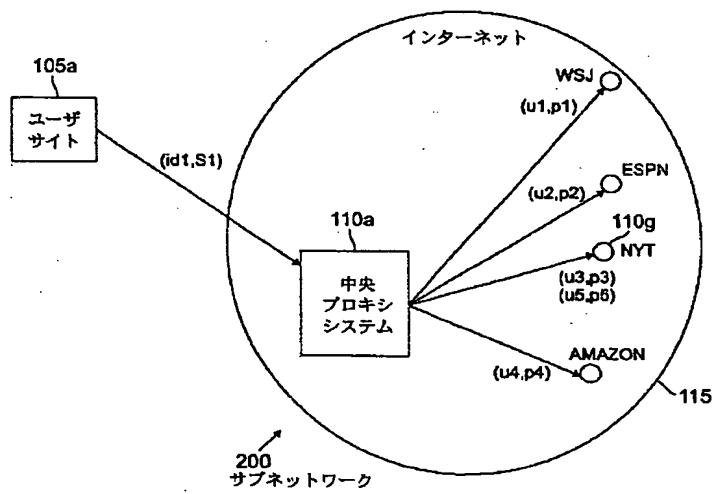 インターネット
105a
ユーザ
サイト
(id1,S1)
WSJ
(u1,p1)
ESPN
(u2,p2)
110g
NYT
(u3,p3)
(u5,p5)
110a
中央
プロキシ
システム
AMAZON
(u4,p4)
115
200
サブネットワーク